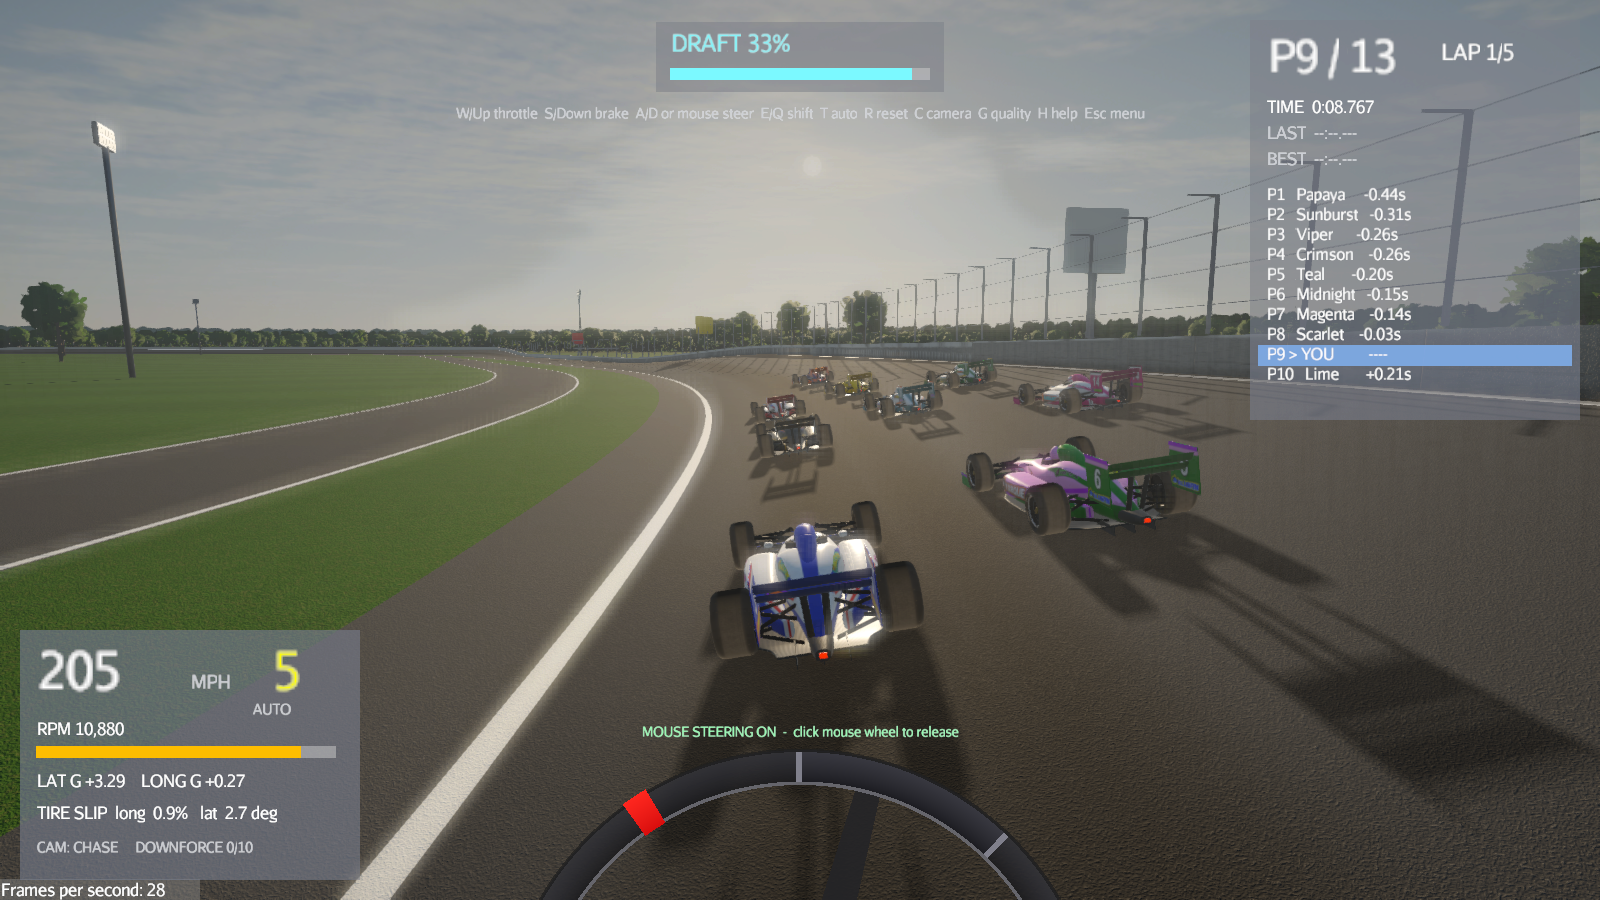 DRAFT 33%
W/Up throttle S/Down brake A/D or mouse steer E/Q shift T auto R reset C camera G quality H help Esc menu
P9 / 13 LAP 1/5
TIME 0:08.767
LAST --:--.---
BEST --:--.---
P1 Papaya -0.44s
P2 Sunburst -0.31s
P3 Viper -0.26s
P4 Crimson -0.26s
P5 Teal -0.20s
P6 Midnight -0.15s
P7 Magenta -0.14s
P8 Scarlet -0.03s
P9 > YOU ----
P10 Lime +0.21s
6
205 MPH 5
AUTO
RPM 10,880
LAT G +3.29 LONG G +0.27
TIRE SLIP long 0.9% lat 2.7 deg
CAM: CHASE DOWNFORCE 0/10
MOUSE STEERING ON - click mouse wheel to release
Frames per second: 28